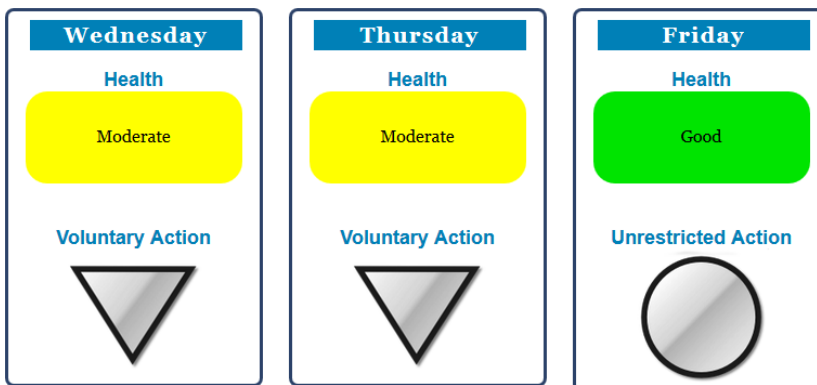 Wednesday
Health
Moderate
Voluntary Action
Thursday
Health
Moderate
Voluntary Action
Friday
Health
Good
Unrestricted Action